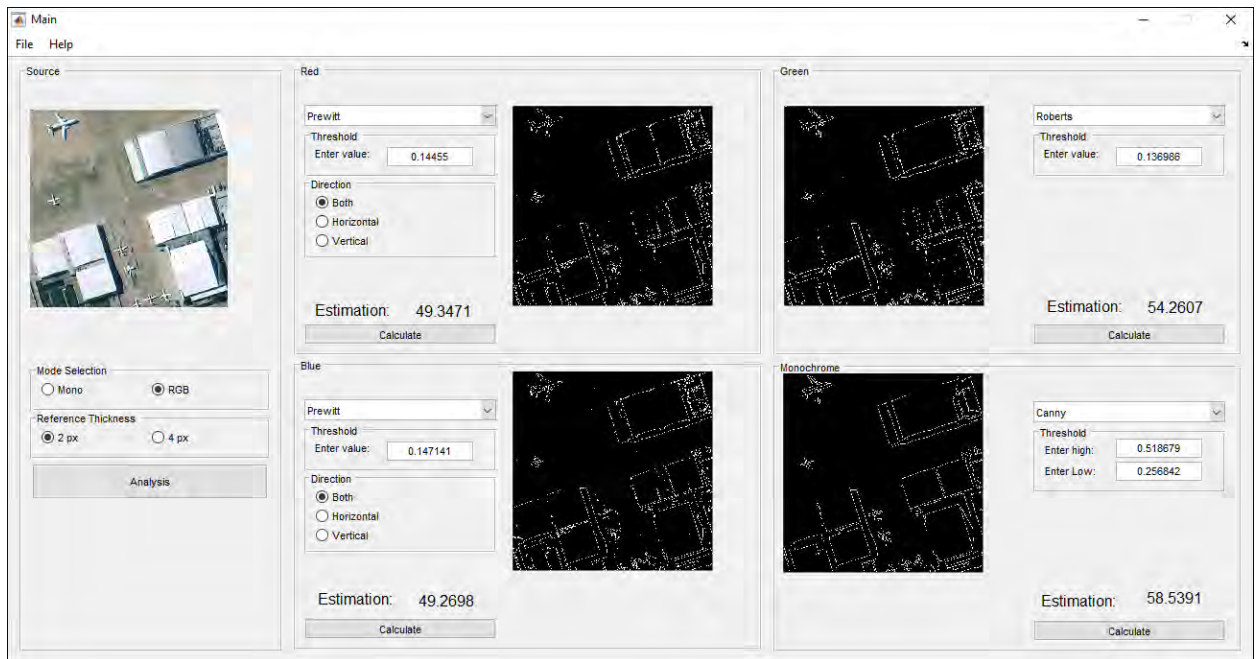 Main
File Help
Source
Mode Selection
Mono RGB
Reference Thickness
2 px 4 px
Analysis
Red
Prewitt
Threshold
Enter value: 0.14455
Direction
Both
Horizontal
Vertical
Estimation: 49.3471
Calculate
Green
Roberts
Threshold
Enter value: 0.136986
Estimation: 54.2607
Calculate
Blue
Prewitt
Threshold
Enter value: 0.147141
Direction
Both
Horizontal
Vertical
Estimation: 49.2698
Calculate
Monochrome
Canny
Threshold
Enter high: 0.518679
Enter Low: 0.256842
Estimation: 58.5391
Calculate